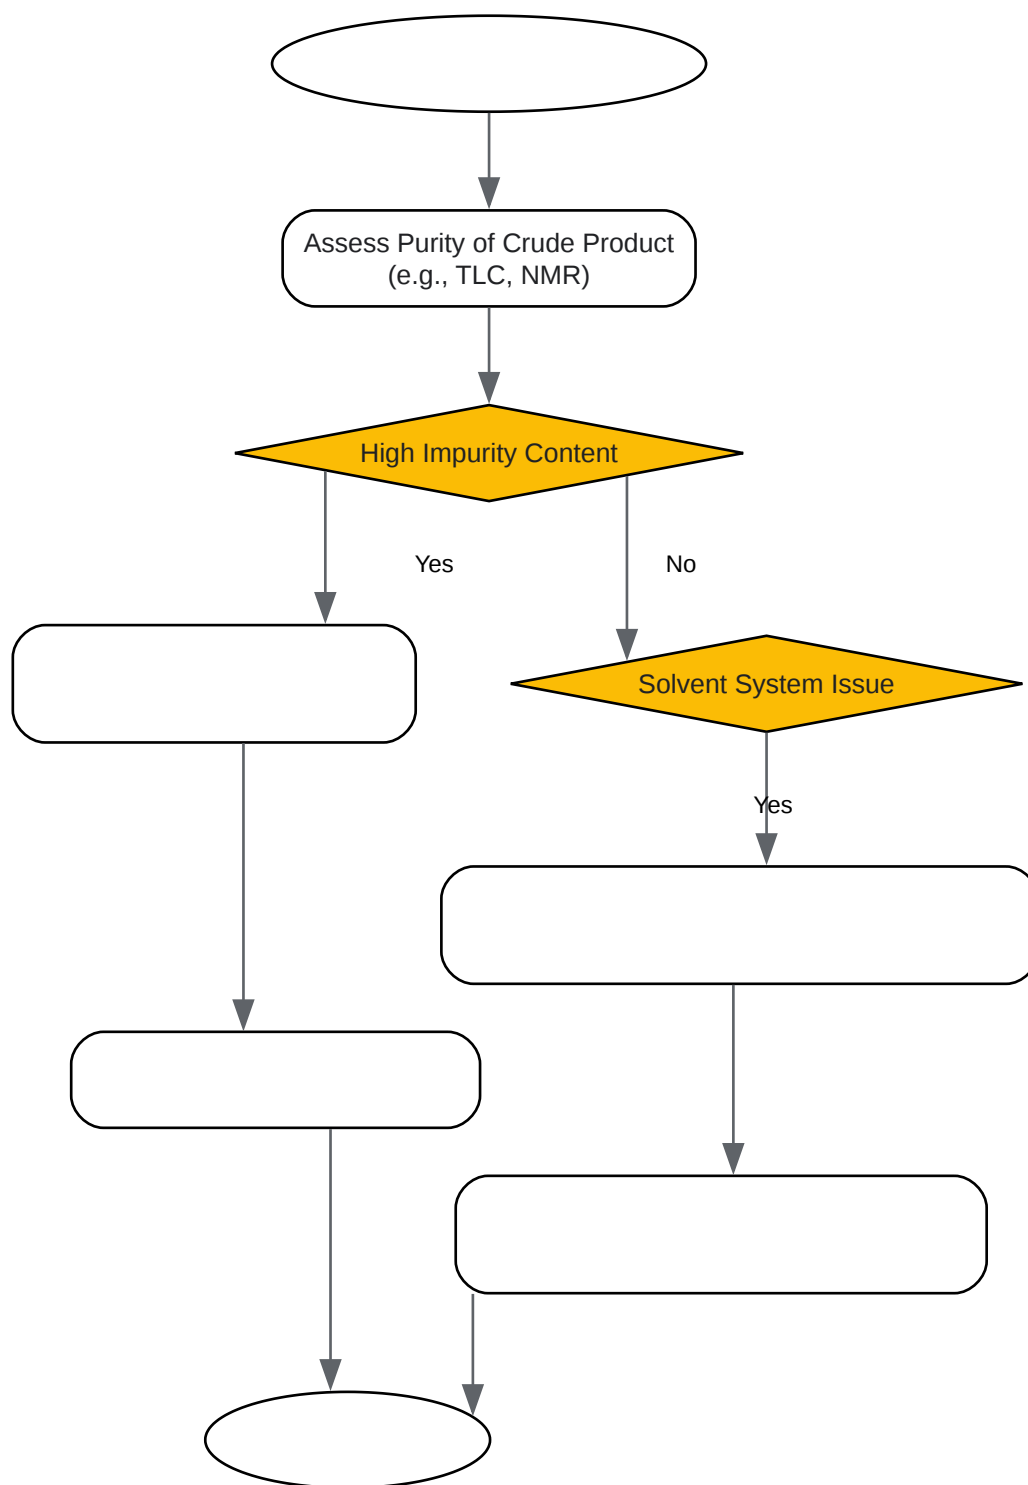 Assess Purity of Crude Product
(e.g., TLC, NMR)
High Impurity Content
Yes
No
Solvent System Issue
Yes